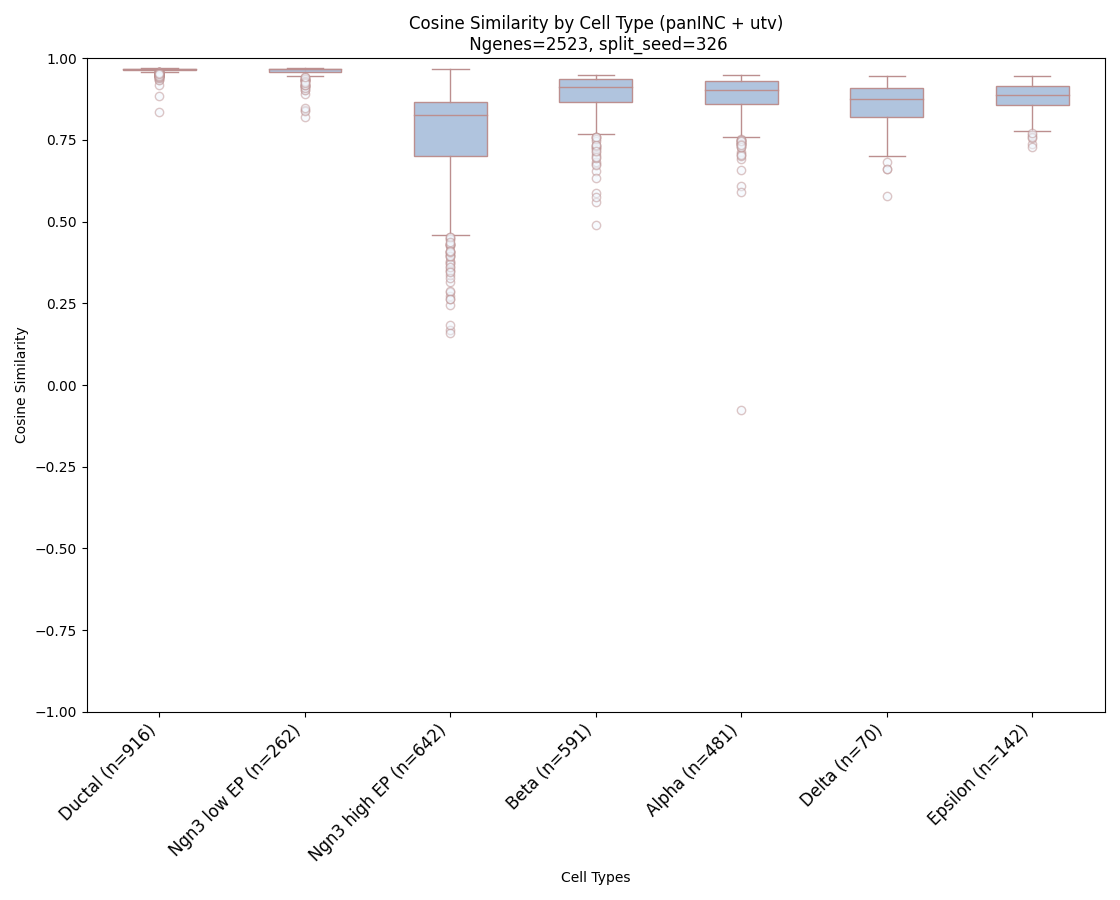 Cosine Similarity by Cell Type (panINC + utv)
Ngenes=2523, split_seed=326
Cosine Similarity
1.00
0.75
0.50
0.25
0.00
−0.25
−0.50
−0.75
−1.00
Ductal (n=916)
Ngn3 low EP (n=262)
Ngn3 high EP (n=642)
Beta (n=591)
Alpha (n=481)
Delta (n=70)
Epsilon (n=142)
Cell Types